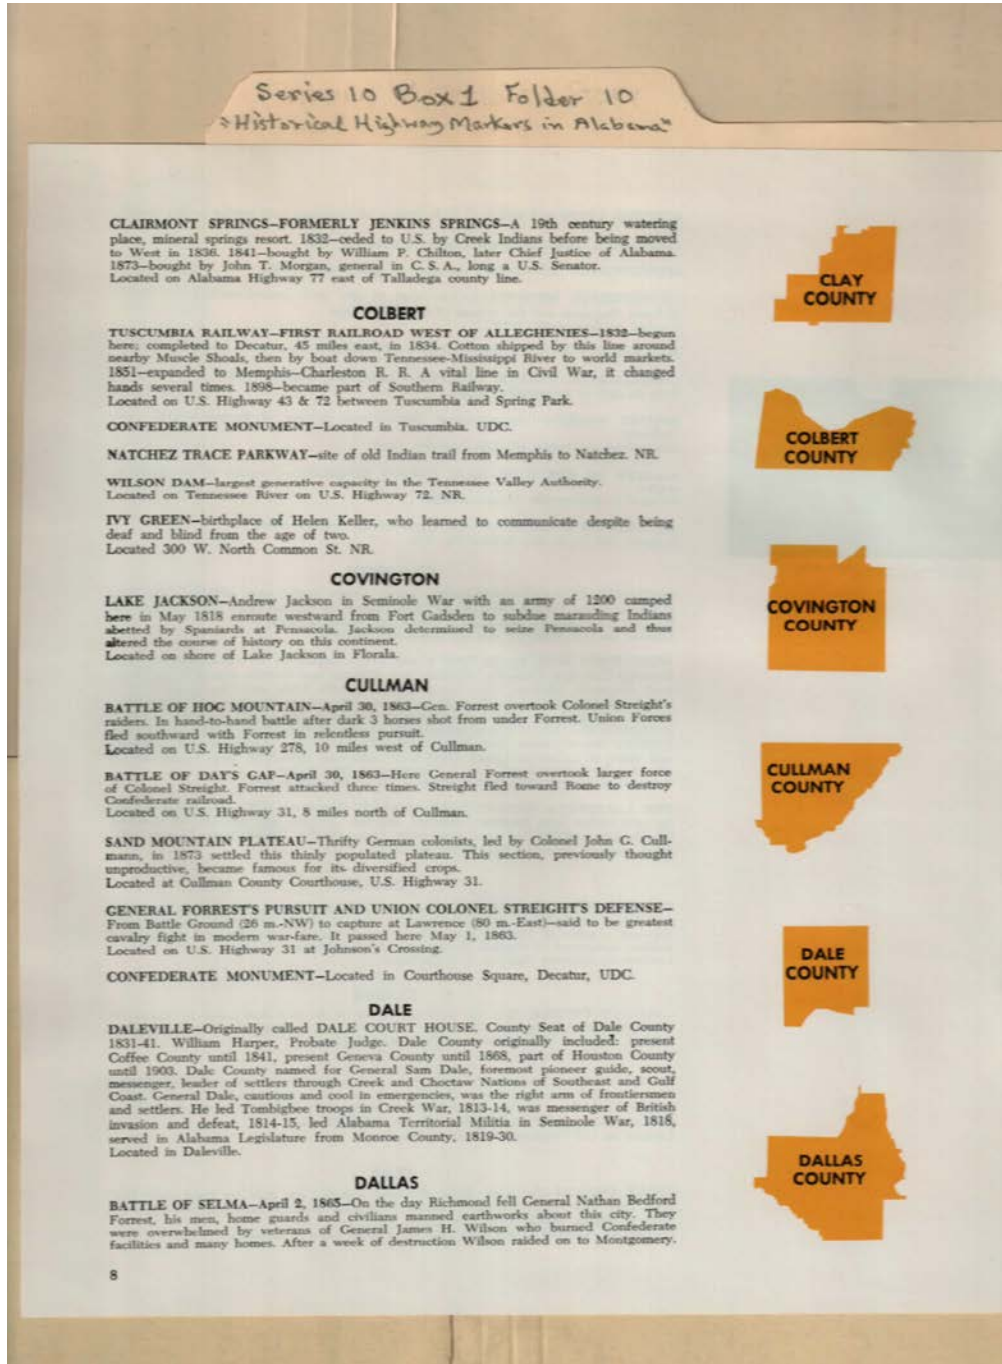 Series 10 Box 1 Folder 10
"Historical Highway Markers in Alabama"
CLAIRMONT SPRINGS—FORMERLY JENKINS SPRINGS—A 19th century watering
place, mineral springs resort. 1832—ceded to U.S. by Creek Indians before being moved
to West in 1836. 1841—bought by William P. Chilton, later Chief Justice of Alabama.
1873—bought by John T. Morgan, general in C. S. A., long a U.S. Senator.
Located on Alabama Highway 77 east of Talladega county line.
CLAY
COUNTY
COLBERT
TUSCUMBIA RAILWAY—FIRST RAILROAD WEST OF ALLEGHENIES—1832—begun
here; completed to Decatur, 45 miles east, in 1834. Cotton shipped by this line around
nearby Muscle Shoals, then by boat down Tennessee-Mississippi River to world markets.
1851—expanded to Memphis-Charleston R. R. A vital line in Civil War, it changed
hands several times. 1898—became part of Southern Railway.
Located on U.S. Highway 43 & 72 between Tuscumbia and Spring Park.
CONFEDERATE MONUMENT—Located in Tuscumbia. UDC.
NATCHEZ TRACE PARKWAY—site of old Indian trail from Memphis to Natchez. NR.
WILSON DAM—largest generative capacity in the Tennessee Valley Authority.
Located on Tennessee River on U.S. Highway 72. NR.
IVY GREEN—birthplace of Helen Keller, who learned to communicate despite being
deaf and blind from the age of two.
Located 300 W. North Common St. NR.
COLBERT
COUNTY
COVINGTON
LAKE JACKSON—Andrew Jackson in Seminole War with an army of 1200 camped
here in May 1818 enroute westward from Fort Gadsden to subdue marauding Indians
abetted by Spaniards at Pensacola. Jackson determined to seize Pensacola and thus
altered the course of history on this continent.
Located on shore of Lake Jackson in Florala.
COVINGTON
COUNTY
CULLMAN
BATTLE OF HOG MOUNTAIN—April 30, 1863—Gen. Forrest overtook Colonel Streight's
raiders. In hand-to-hand battle after dark 3 horses shot from under Forrest. Union Forces
fled southward with Forrest in relentless pursuit.
Located on U.S. Highway 278, 10 miles west of Cullman.
BATTLE OF DAY'S GAP—April 30, 1863—Here General Forrest overtook larger force
of Colonel Streight. Forrest attacked three times. Streight fled toward Rome to destroy
Confederate railroad.
Located on U.S. Highway 31, 8 miles north of Cullman.
SAND MOUNTAIN PLATEAU—Thrifty German colonists, led by Colonel John G. Cull-
mann, in 1873 settled this thinly populated plateau. This section, previously thought
unproductive, became famous for its diversified crops.
Located at Cullman County Courthouse, U.S. Highway 31.
GENERAL FORREST'S PURSUIT AND UNION COLONEL STREIGHT'S DEFENSE—
From Battle Ground (26 m.-NW) to capture at Lawrence (80 m.-East)—said to be greatest
cavalry fight in modern war-fare. It passed here May 1, 1863.
Located on U.S. Highway 31 at Johnson's Crossing.
CONFEDERATE MONUMENT—Located in Courthouse Square, Decatur, UDC.
CULLMAN
COUNTY
DALE
DALEVILLE—Originally called DALE COURT HOUSE. County Seat of Dale County
1831-41. William Harper, Probate Judge. Dale County originally included: present
Coffee County until 1841, present Geneva County until 1868, part of Houston County
until 1903. Dale County named for General Sam Dale, foremost pioneer guide, scout,
messenger, leader of settlers through Creek and Choctaw Nations of Southeast and Gulf
Coast. General Dale, cautious and cool in emergencies, was the right arm of frontiersmen
and settlers. He led Tombigbee troops in Creek War, 1813-14, was messenger of British
invasion and defeat, 1814-15, led Alabama Territorial Militia in Seminole War, 1818,
served in Alabama Legislature from Monroe County, 1819-30.
Located in Daleville.
DALE
COUNTY
DALLAS
BATTLE OF SELMA—April 2, 1865—On the day Richmond fell General Nathan Bedford
Forrest, his men, home guards and civilians manned earthworks about this city. They
were overwhelmed by veterans of General James H. Wilson who burned Confederate
facilities and many homes. After a week of destruction Wilson raided on to Montgomery.
DALLAS
COUNTY
8